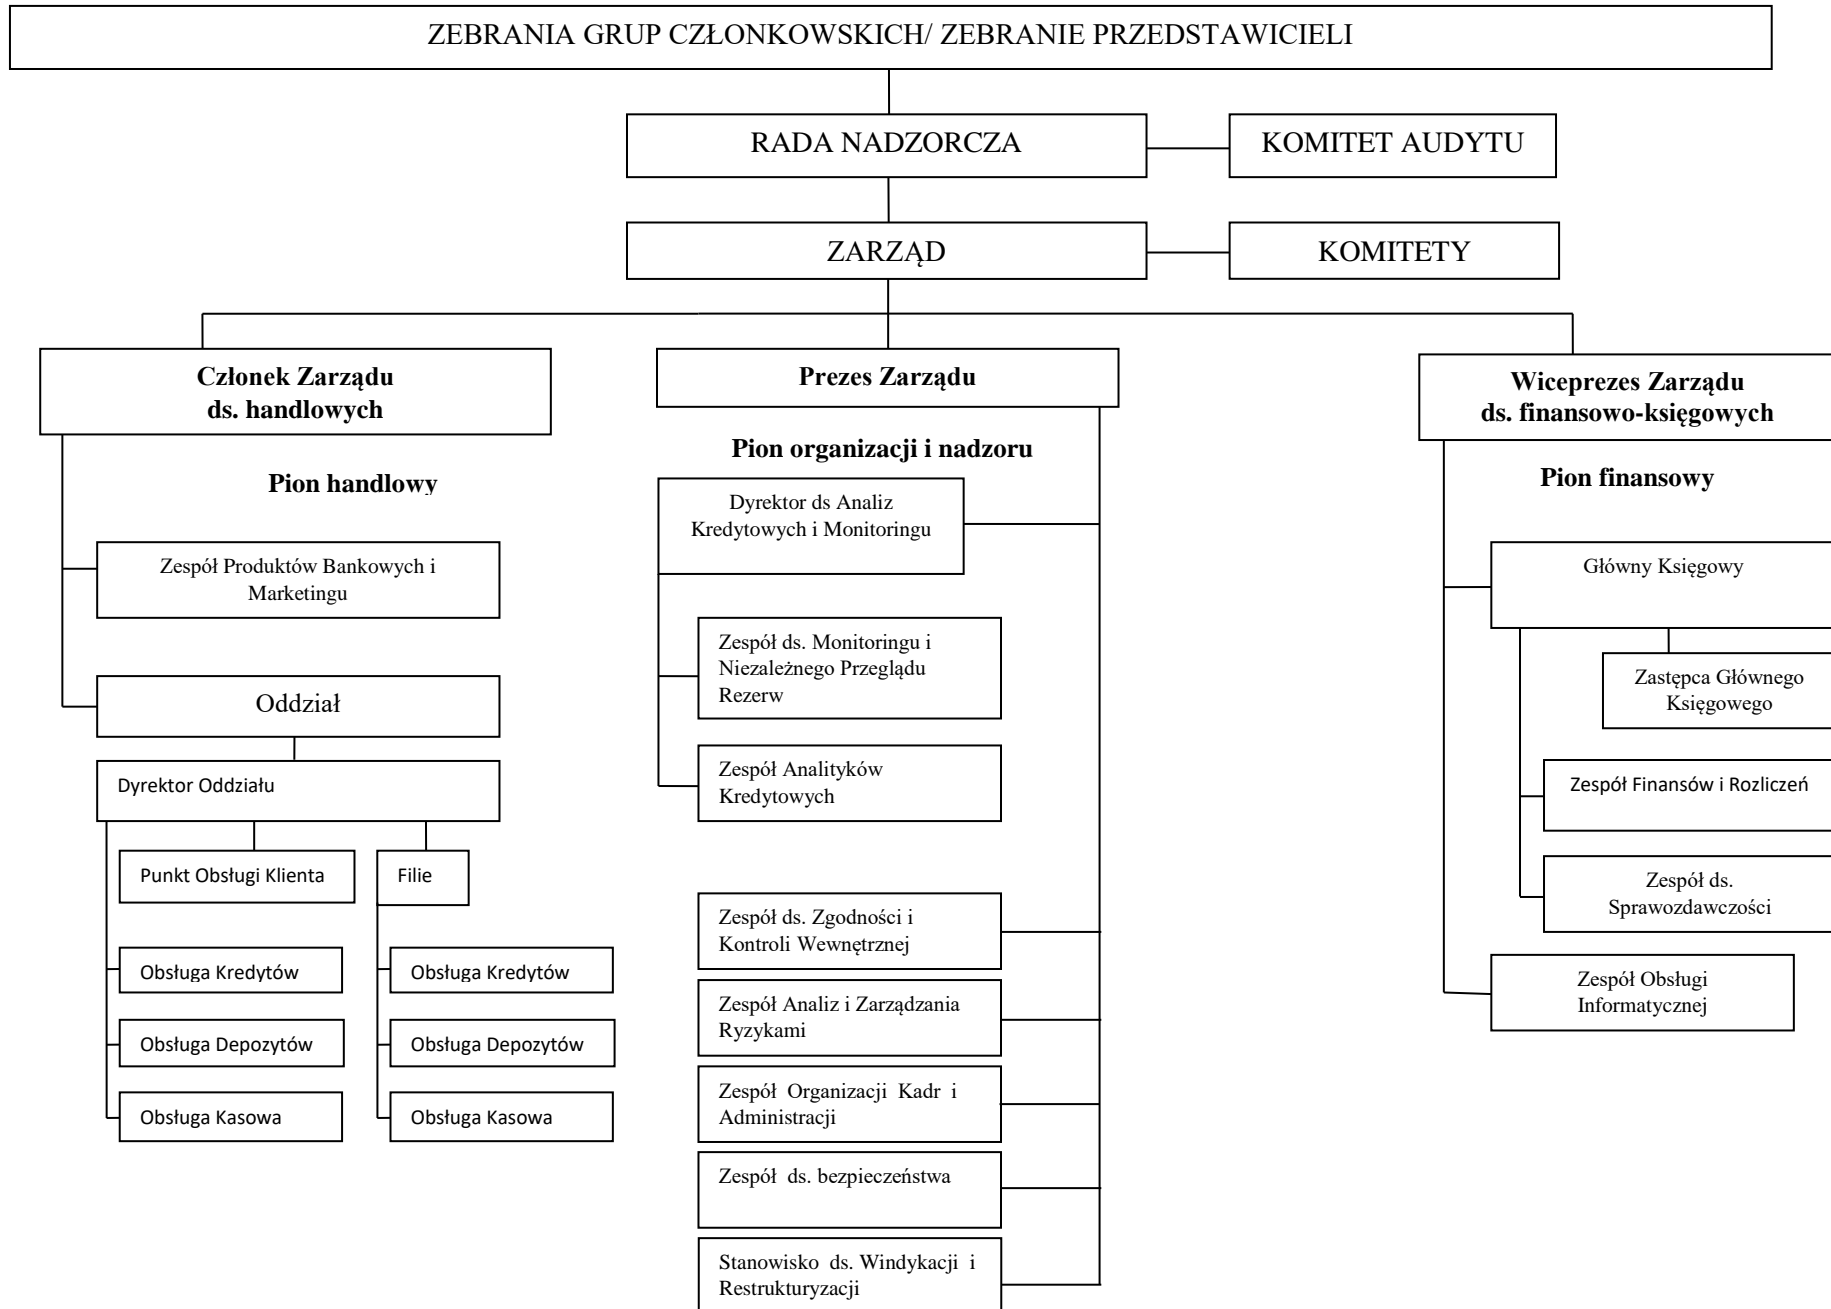 ZEBRANIA GRUP CZŁONKOWSKICH/ ZEBRANIE PRZEDSTAWICIELI
RADA NADZORCZA
KOMITET AUDYTU
ZARZĄD
KOMITETY
Członek Zarządu
ds. handlowych
Pion handlowy
Zespół Produktów Bankowych i
Marketingu
Oddział
Dyrektor Oddziału
Punkt Obsługi Klienta
Filie
Obsługa Kredytów
Obsługa Depozytów
Obsługa Kasowa
Obsługa Kredytów
Obsługa Depozytów
Obsługa Kasowa
Prezes Zarządu
Pion organizacji i nadzoru
Dyrektor ds Analiz
Kredytowych i Monitoringu
Zespół ds. Monitoringu i
Niezależnego Przeglądu
Rezerw
Zespół Analityków
Kredytowych
Zespół ds. Zgodności i
Kontroli Wewnętrznej
Zespół Analiz i Zarządzania
Ryzykami
Zespół Organizacji Kadr i
Administracji
Zespół ds. bezpieczeństwa
Stanowisko ds. Windykacji i
Restrukturyzacji
Wiceprezes Zarządu
ds. finansowo-księgowych
Pion finansowy
Główny Księgowy
Zastępca Głównego
Księgowego
Zespół Finansów i Rozliczeń
Zespół ds.
Sprawozdawczości
Zespół Obsługi
Informatycznej